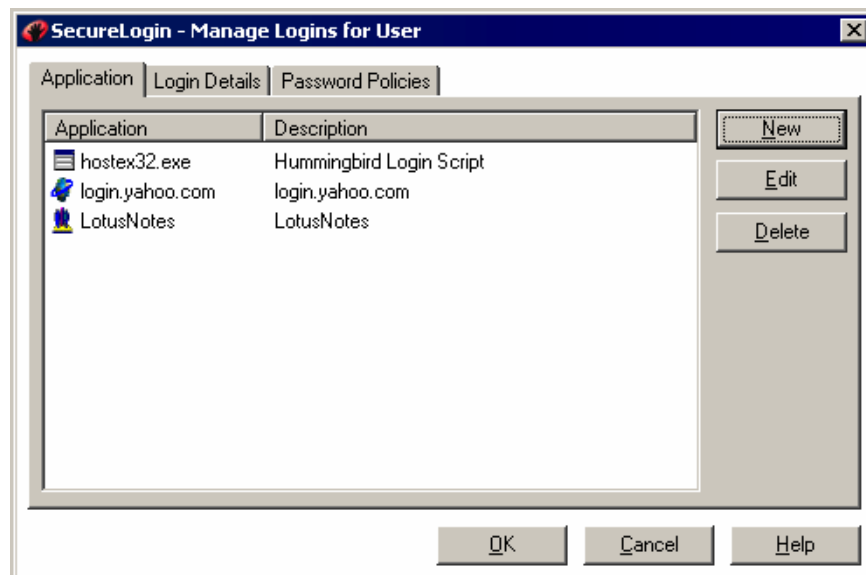 SecureLogin - Manage Logins for User
Application Login Details Password Policies
Application Description
hostex32.exe Hummingbird Login Script
login.yahoo.com login.yahoo.com
LotusNotes LotusNotes
New
Edit
Delete
OK Cancel Help